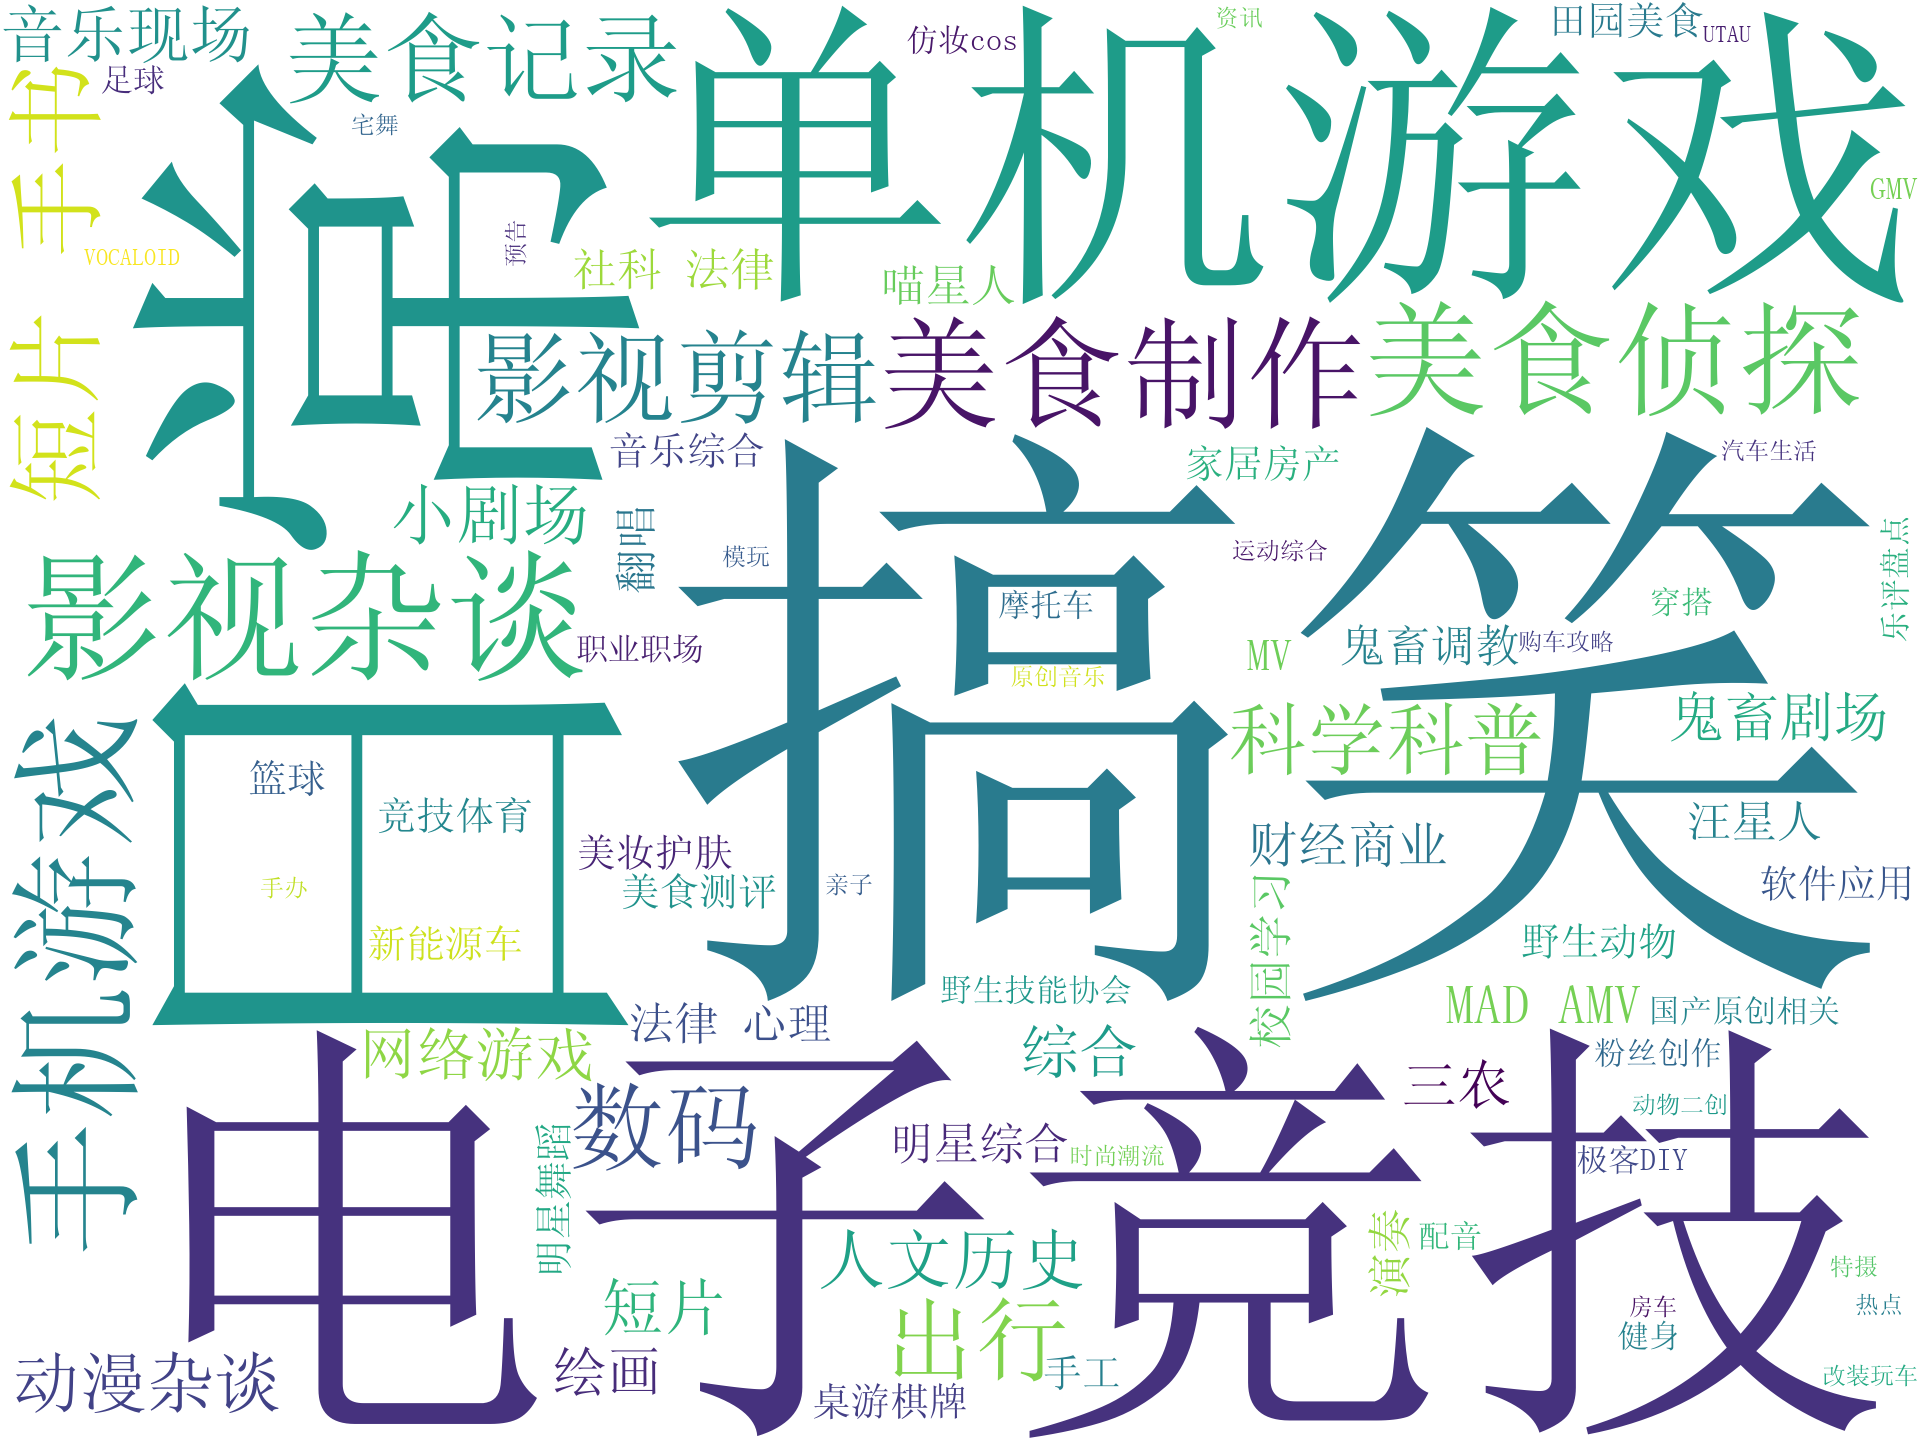 音乐现场
美食记录
单机游戏
仿妆cos
资讯
田园美食
UTAU
足球
宅舞
GMV
短片 手书
VOCALOID
日常
预告
社科 法律
喵星人
影视剪辑
美食制作
美食侦探
音乐综合
家居房产
汽车生活
小剧场
翻唱
搞笑
模玩
运动综合
乐评盘点
影视杂谈
摩托车
穿搭
职业职场
原创音乐
MV
鬼畜调教
购车攻略
科学科普
鬼畜剧场
手机游戏
篮球
竞技体育
手办
新能源车
美妆护肤
美食测评
亲子
财经商业
汪星人
软件应用
校园学习
野生动物
野生技能协会
MAD AMV
国产原创相关
法律 心理
网络游戏
综合
粉丝创作
电子竞技
数码
三农
动物二创
明星综合
时尚潮流
极客DIY
明星舞蹈
人文历史
演奏
配音
特摄
短片
出行
房车
热点
健身
动漫杂谈
绘画
手工
桌游棋牌
改装玩车